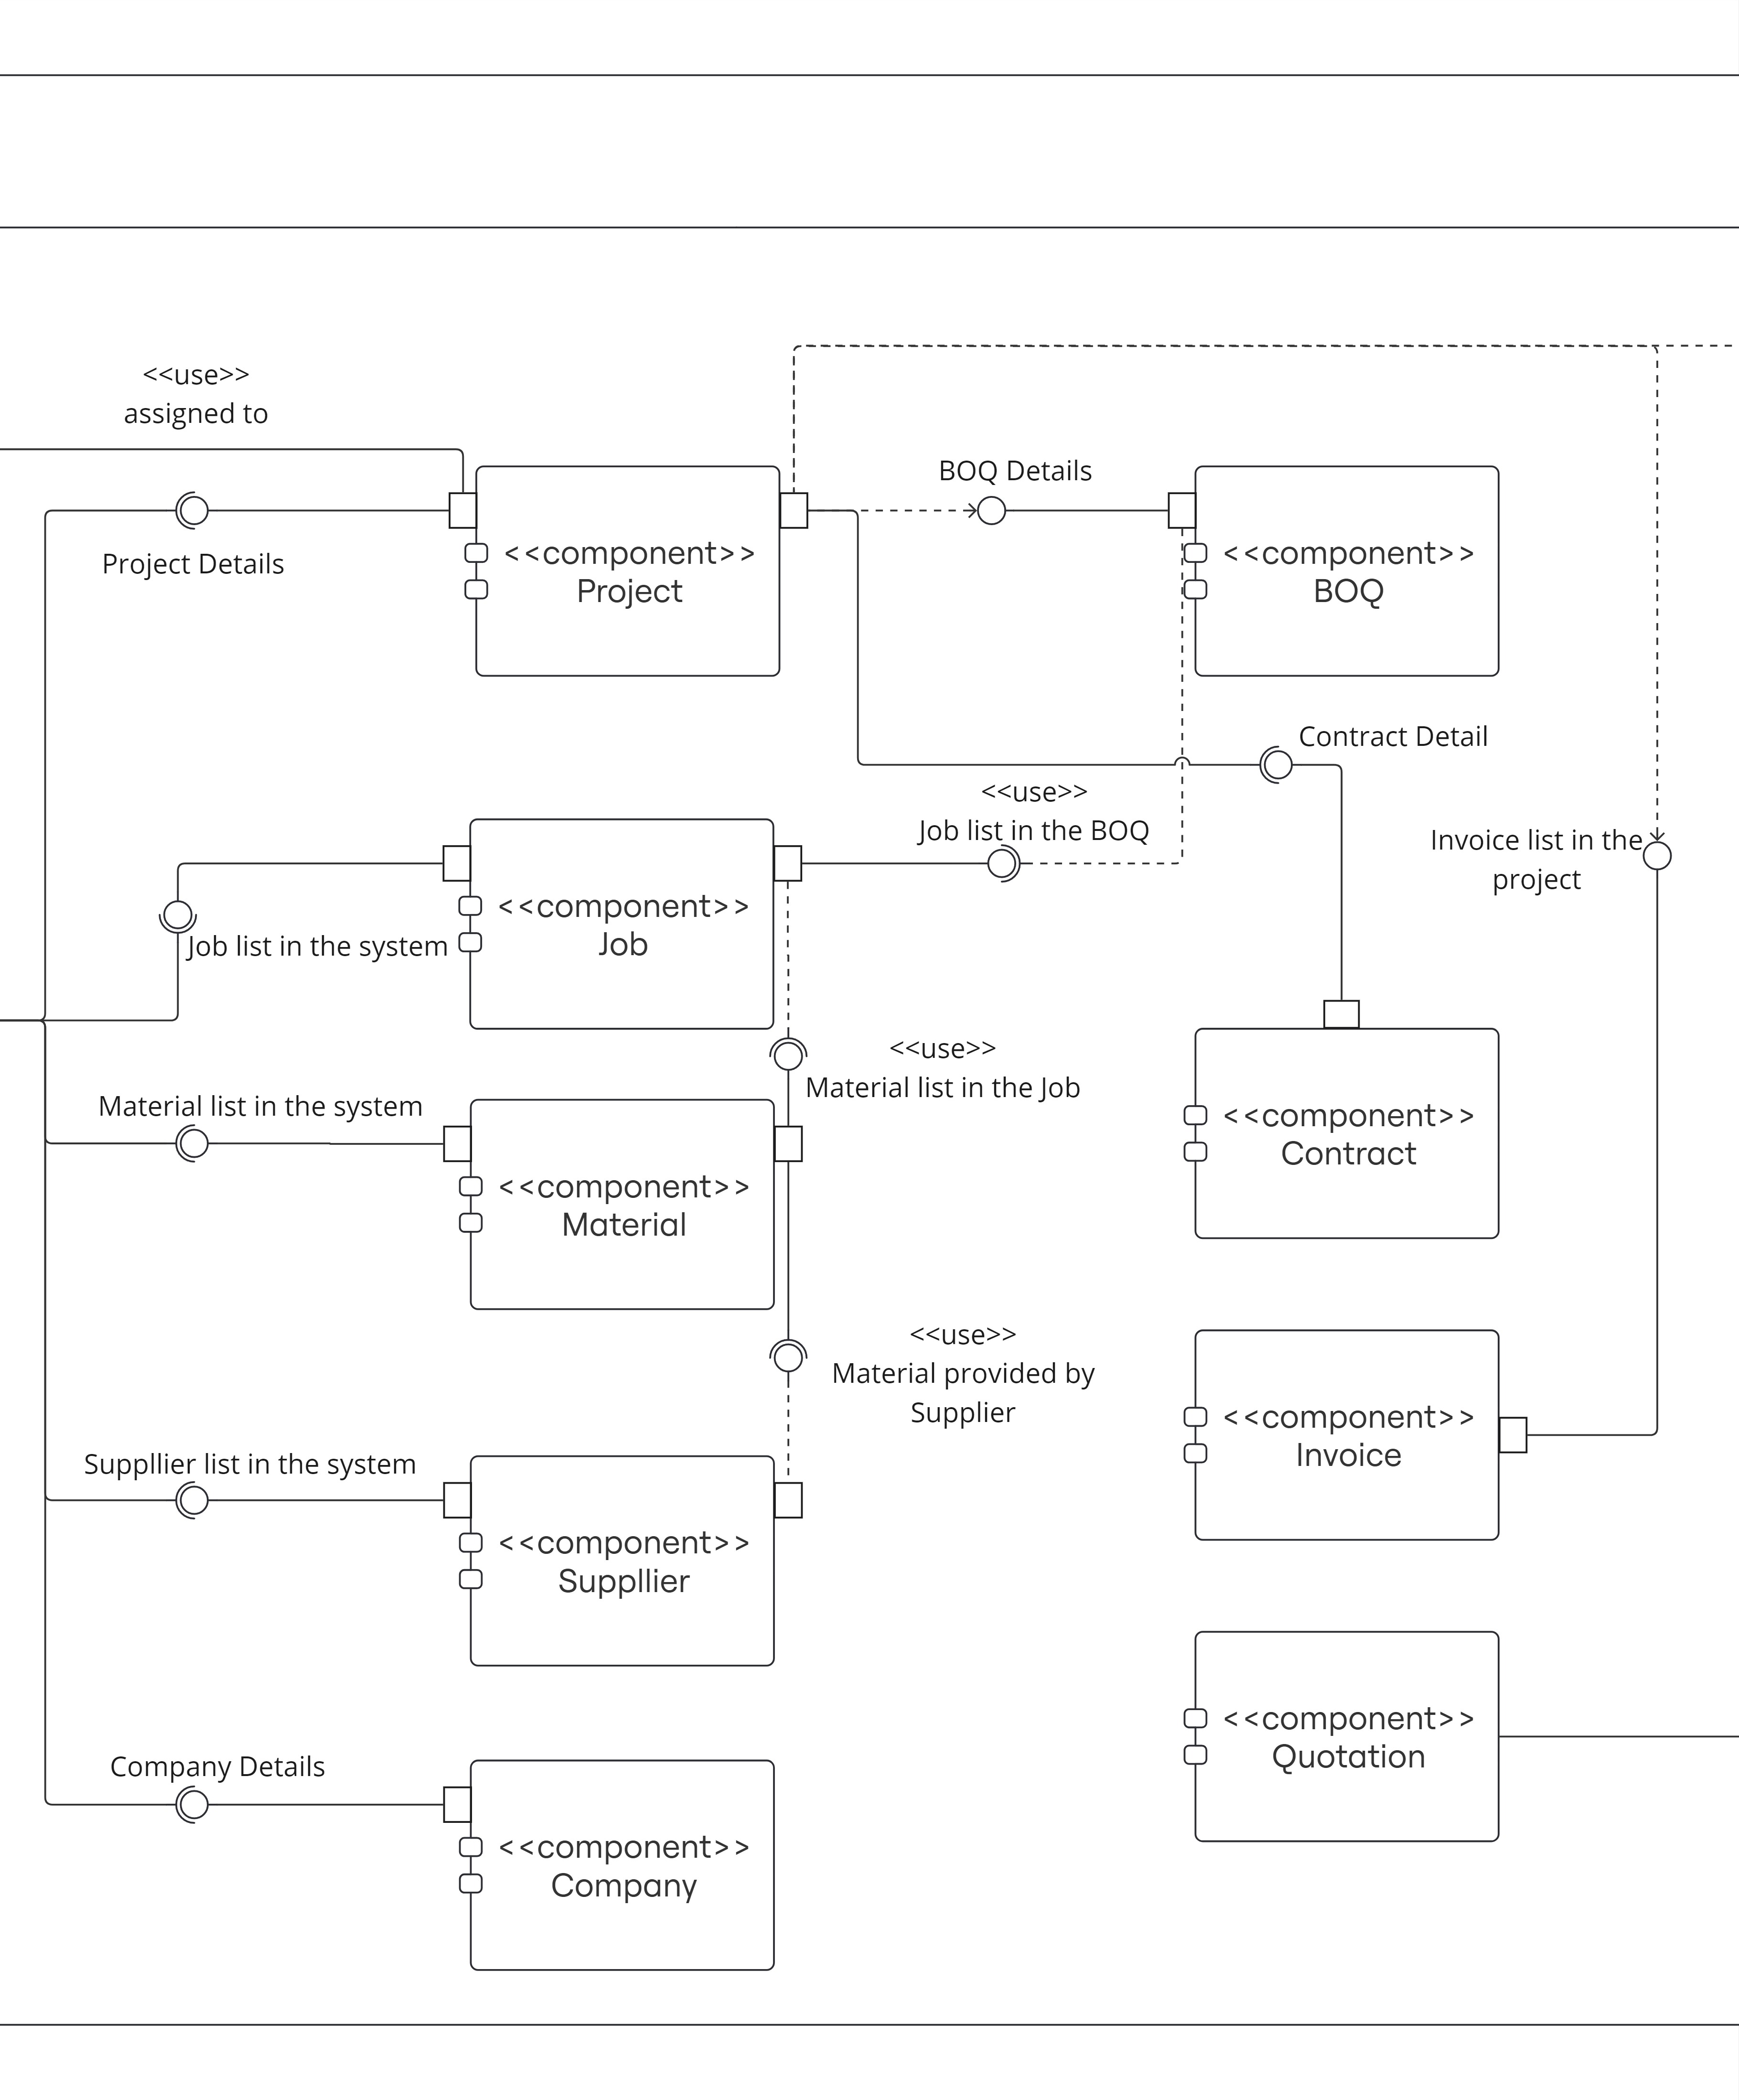 <<use>>
assigned to
Project Details
<<component>>
Project
BOQ Details
<<component>>
BOQ
Contract Detail
<<use>>
Job list in the BOQ
Invoice list in the
project
<<component>>
Job
Job list in the system
<<use>>
Material list in the Job
Material list in the system
<<component>>
Material
<<component>>
Contract
<<use>>
Material provided by
Supplier
<<component>>
Invoice
Suppllier list in the system
<<component>>
Suppllier
<<component>>
Quotation
Company Details
<<component>>
Company